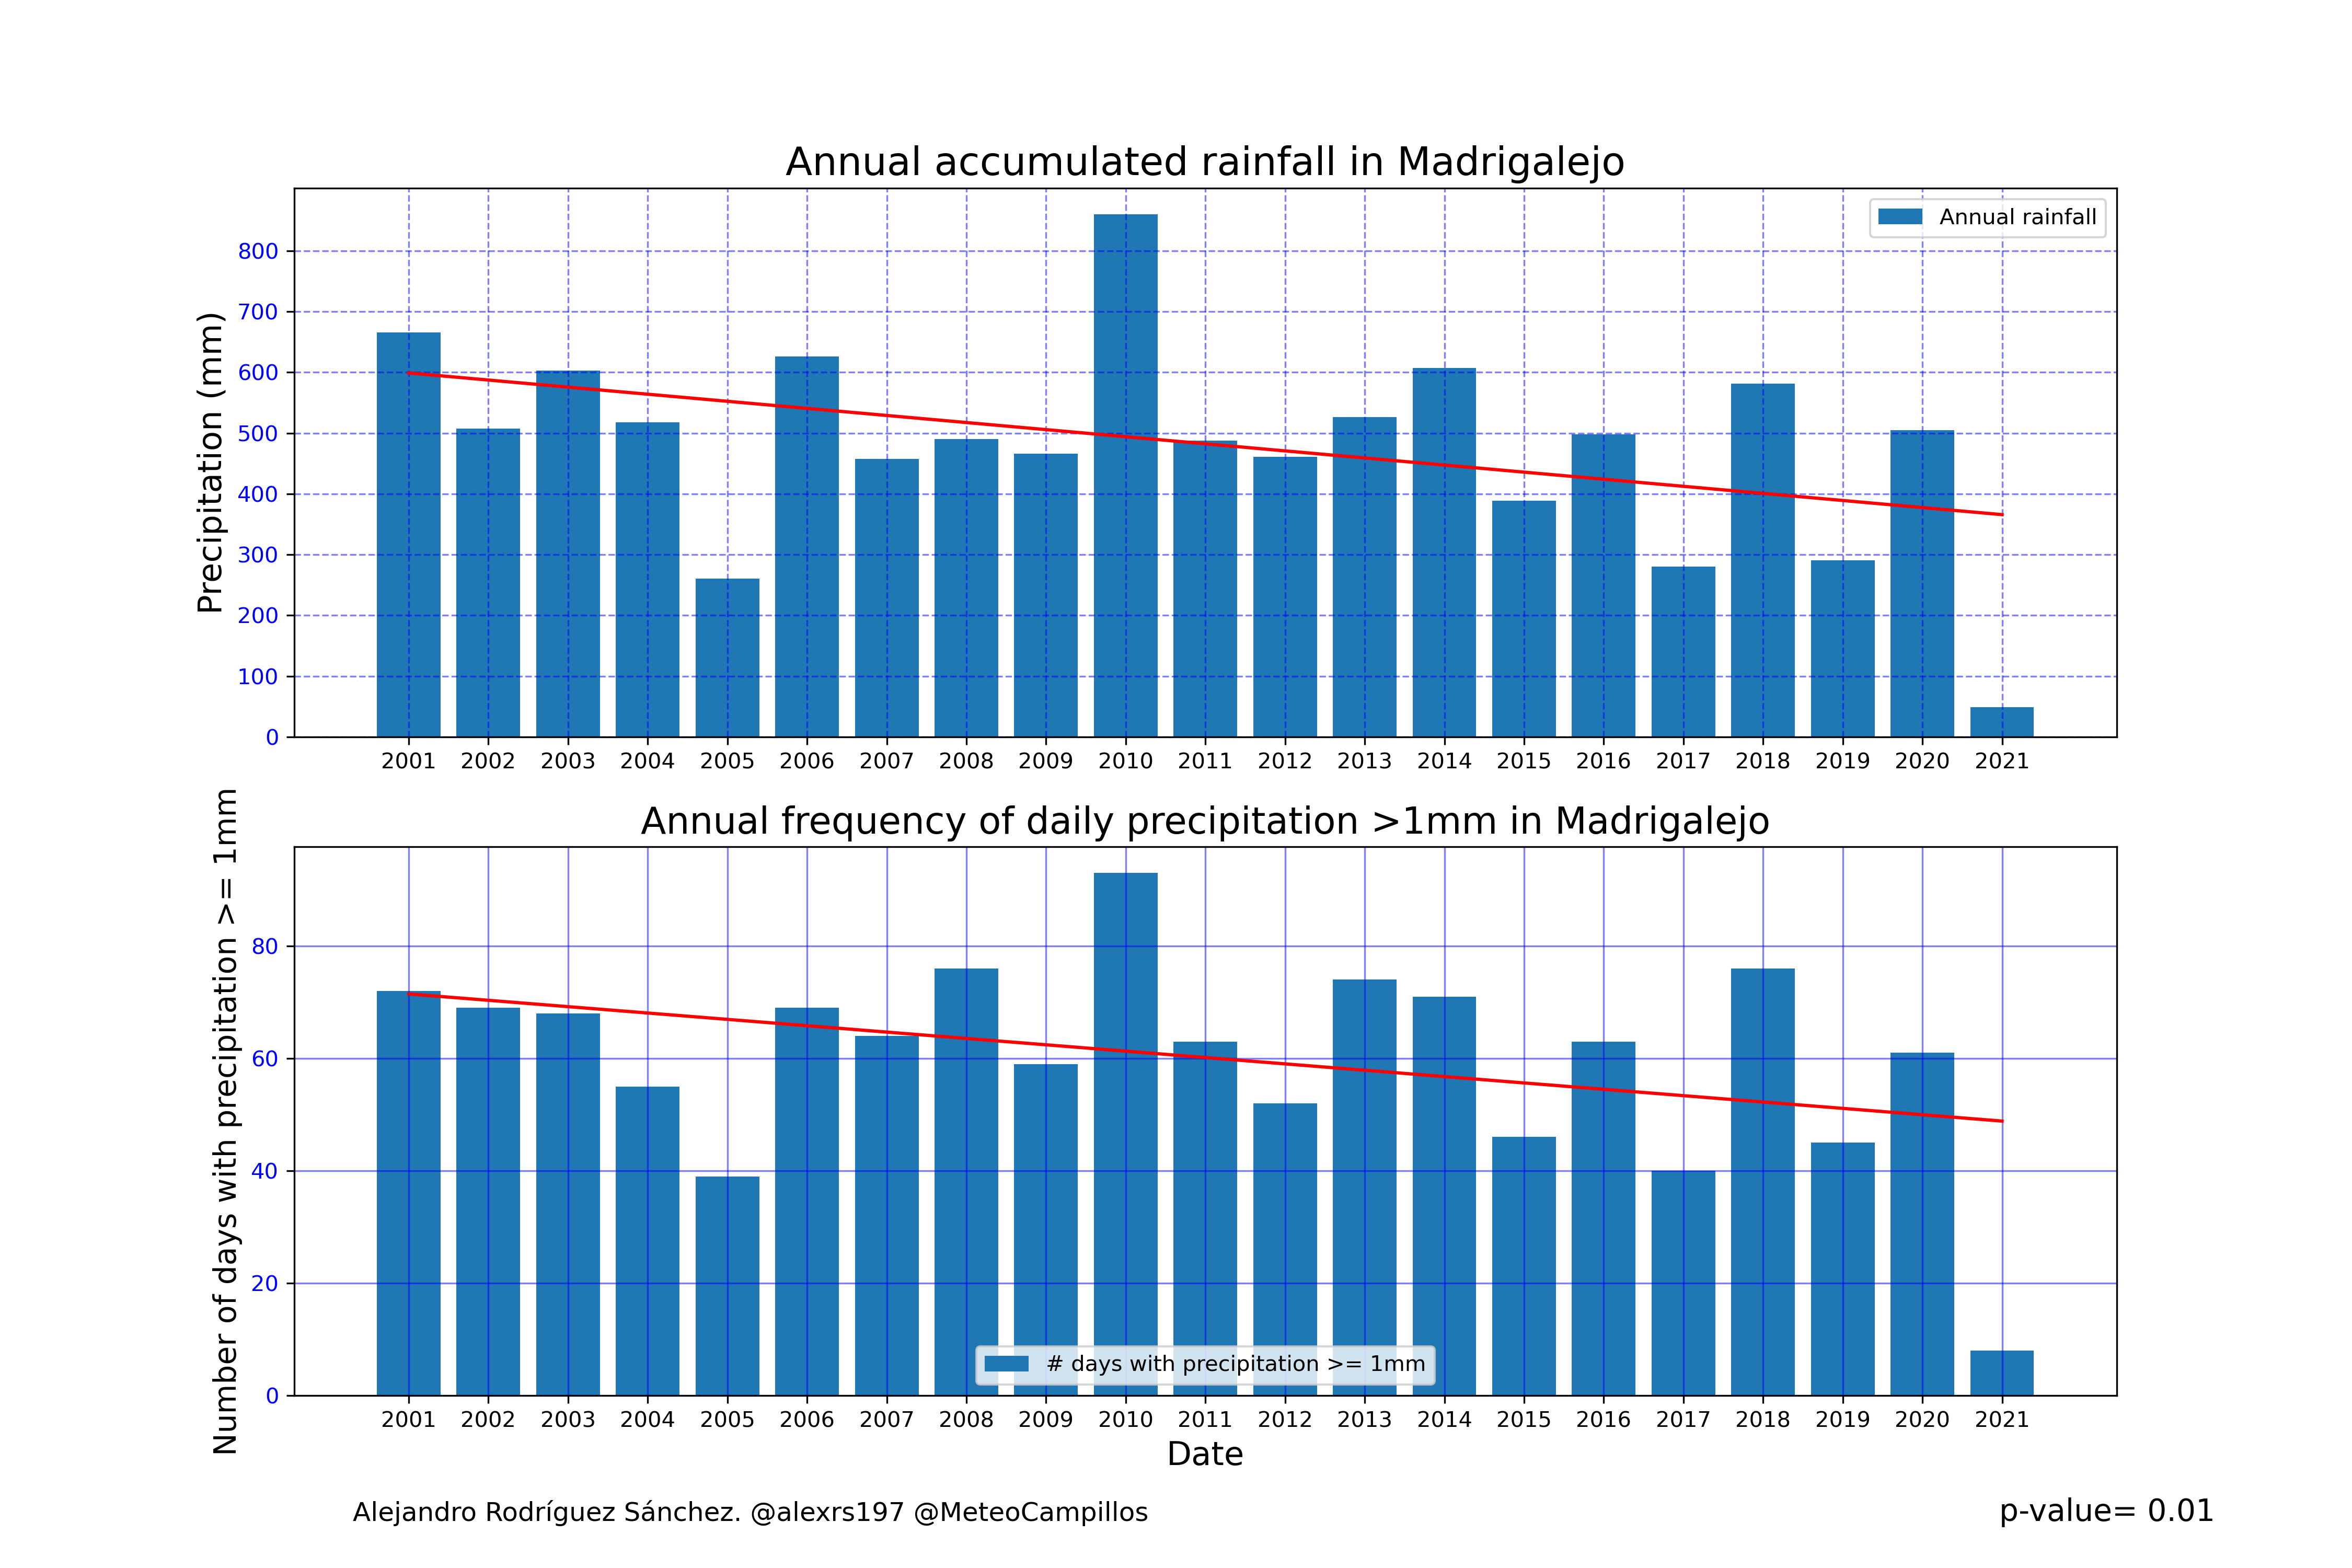 Annual accumulated rainfall in Madrigalejo
Precipitation (mm)
Annual rainfall
800
700
600
500
400
300
200
100
0
2001 2002 2003 2004 2005 2006 2007 2008 2009 2010 2011 2012 2013 2014 2015 2016 2017 2018 2019 2020 2021
Annual frequency of daily precipitation >1mm in Madrigalejo
Number of days with precipitation >= 1mm
80
60
40
20
0
# days with precipitation >= 1mm
2001 2002 2003 2004 2005 2006 2007 2008 2009 2010 2011 2012 2013 2014 2015 2016 2017 2018 2019 2020 2021
Date
Alejandro Rodríguez Sánchez. @alexrs197 @MeteoCampillos
p-value= 0.01